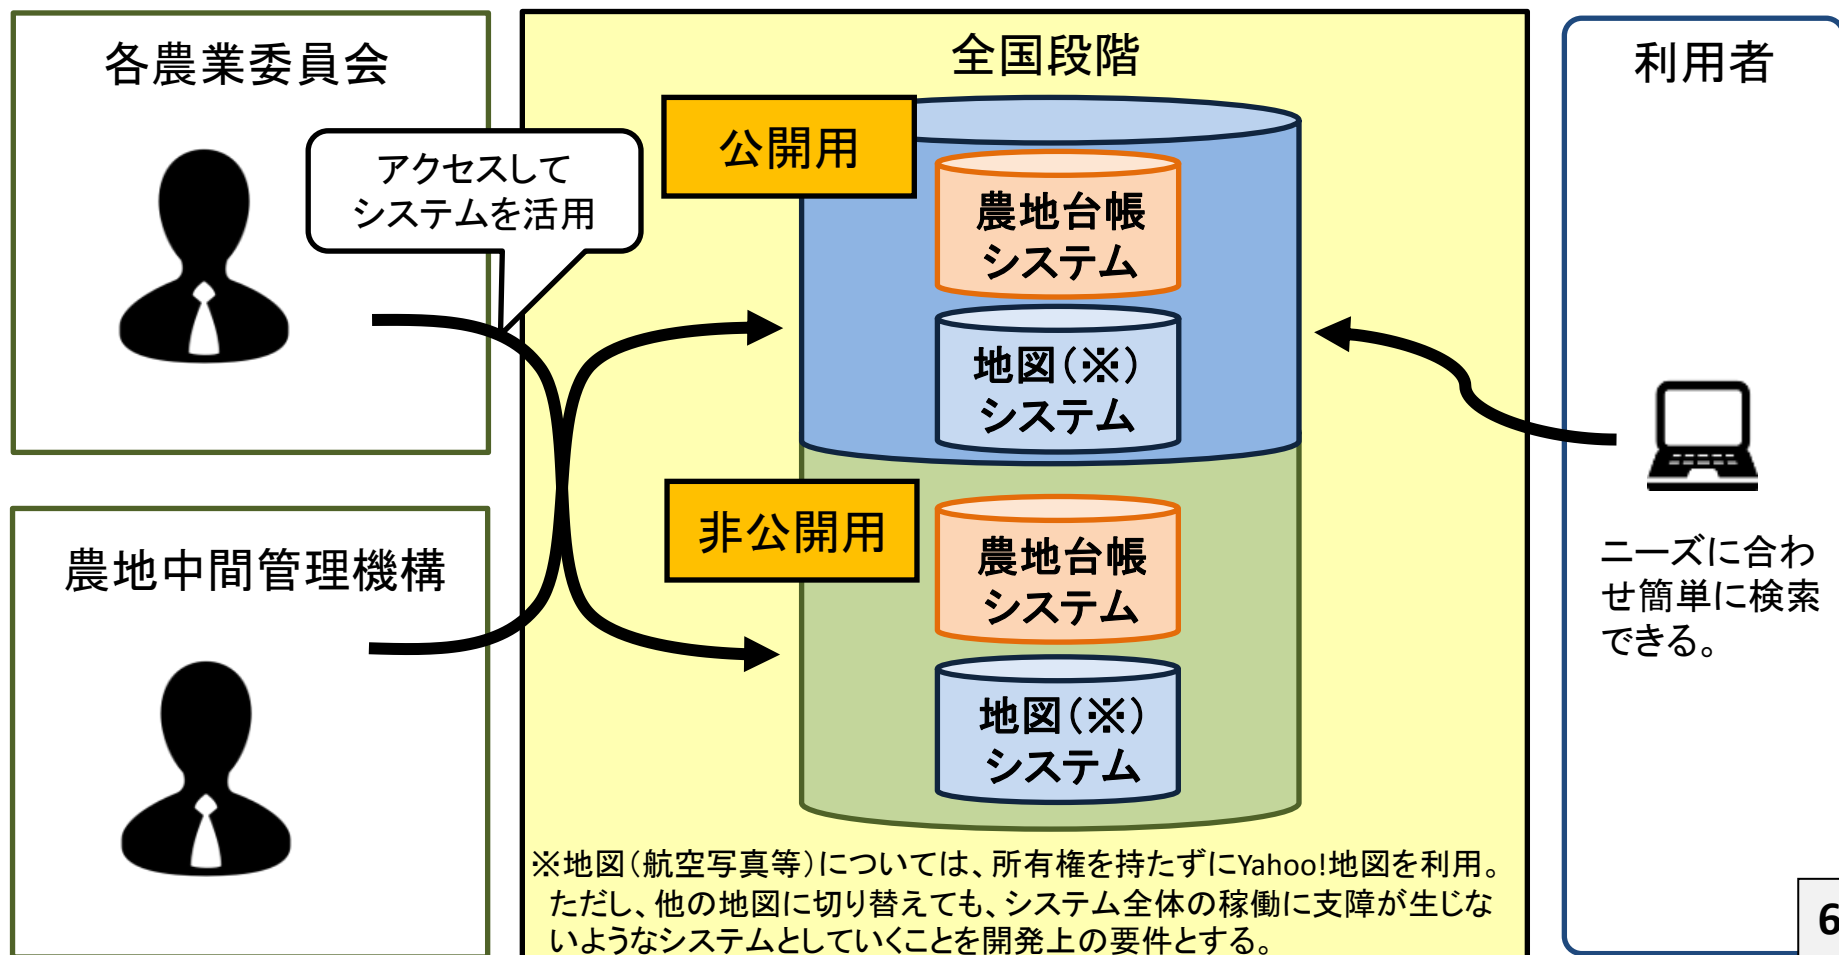 各農業委員会
アクセスして
システムを活用
農地中間管理機構
全国段階
公開用
農地台帳
システム
地図（※）
システム
非公開用
農地台帳
システム
地図（※）
システム
※地図（航空写真等）については、所有権を持たずにYahoo!地図を利用。
ただし、他の地図に切り替えても、システム全体の稼働に支障が生じな
いようなシステムとしていくことを開発上の要件とする。
利用者
ニーズに合わ
せ簡単に検索
できる。
6